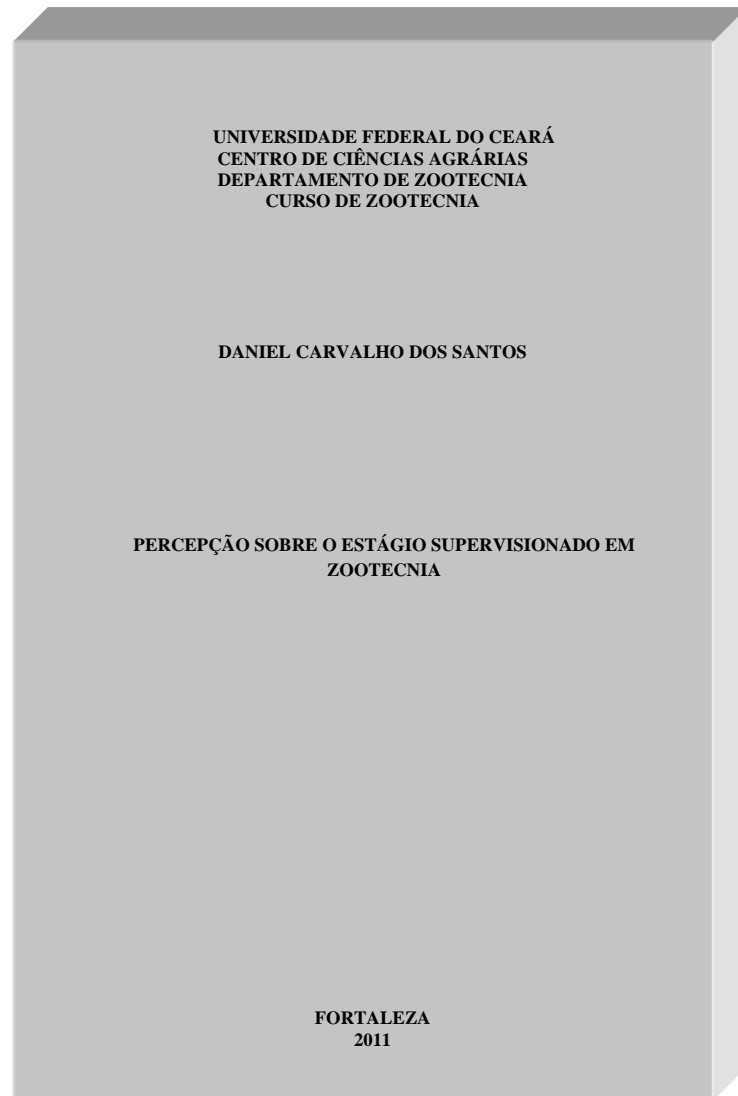 UNIVERSIDADE FEDERAL DO CEARÁ
CENTRO DE CIÊNCIAS AGRÁRIAS
DEPARTAMENTO DE ZOOTECNIA
CURSO DE ZOOTECNIA
DANIEL CARVALHO DOS SANTOS
PERCEPÇÃO SOBRE O ESTÁGIO SUPERVISIONADO EM
ZOOTECNIA
FORTALEZA
2011